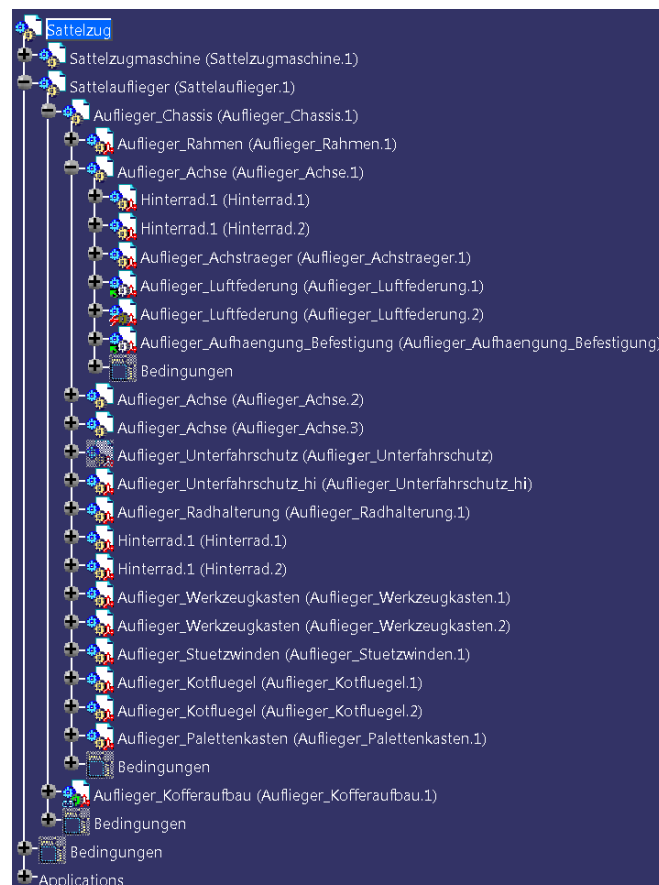 Sattelzug
Sattelzugmaschine (Sattelzugmaschine.1)
Sattelauflieger (Sattelauflieger.1)
Auflieger_Chassis (Auflieger_Chassis.1)
Auflieger_Rahmen (Auflieger_Rahmen.1)
Auflieger_Achse (Auflieger_Achse.1)
Hinterrad.1 (Hinterrad.1)
Hinterrad.1 (Hinterrad.2)
Auflieger_Achstraeger (Auflieger_Achstraeger.1)
Auflieger_Luftfederung (Auflieger_Luftfederung.1)
Auflieger_Luftfederung (Auflieger_Luftfederung.2)
Auflieger_Aufhaengung_Befestigung (Auflieger_Aufhaengung_Befestigung)
Bedingungen
Auflieger_Achse (Auflieger_Achse.2)
Auflieger_Achse (Auflieger_Achse.3)
Auflieger_Unterfahrschutz (Auflieger_Unterfahrschutz)
Auflieger_Unterfahrschutz_hi (Auflieger_Unterfahrschutz_hi)
Auflieger_Radhalterung (Auflieger_Radhalterung.1)
Hinterrad.1 (Hinterrad.1)
Hinterrad.1 (Hinterrad.2)
Auflieger_Werkzeugkasten (Auflieger_Werkzeugkasten.1)
Auflieger_Werkzeugkasten (Auflieger_Werkzeugkasten.2)
Auflieger_Stuetzwinden (Auflieger_Stuetzwinden.1)
Auflieger_Kotfluegel (Auflieger_Kotfluegel.1)
Auflieger_Kotfluegel (Auflieger_Kotfluegel.2)
Auflieger_Palettenkasten (Auflieger_Palettenkasten.1)
Bedingungen
Auflieger_Kofferaufbau (Auflieger_Kofferaufbau.1)
Bedingungen
Bedingungen
Applications